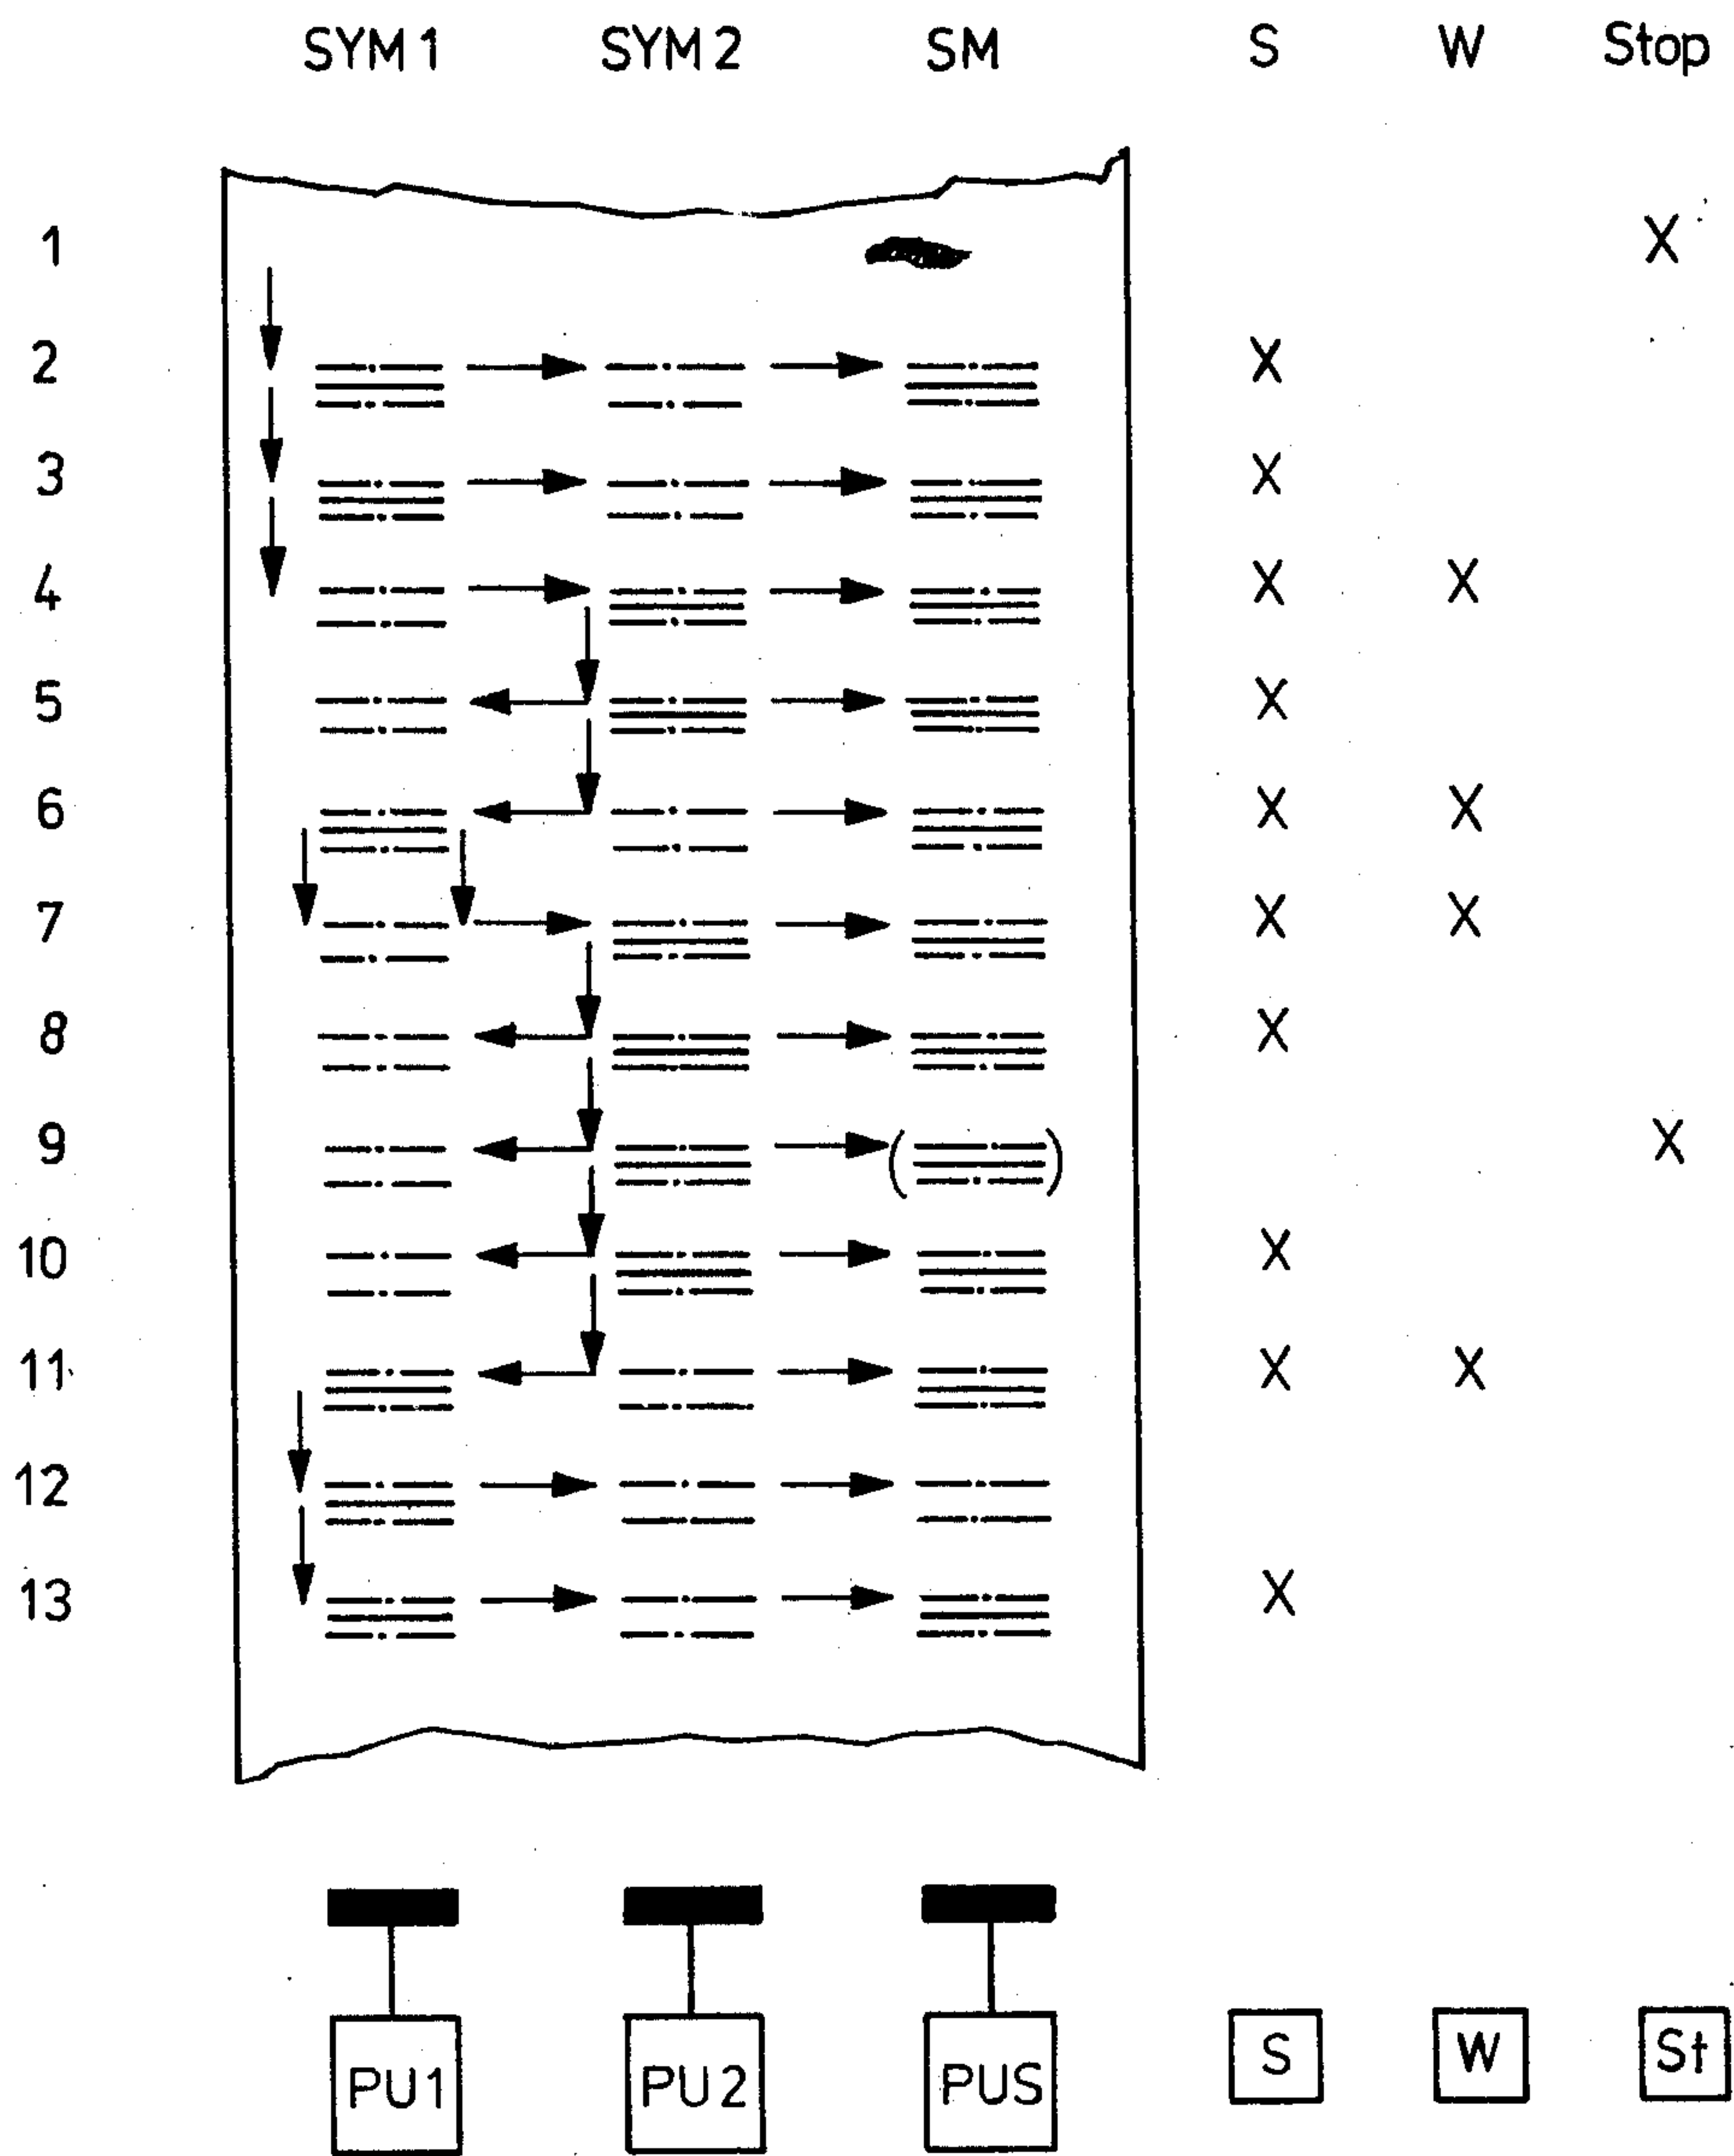 SYM 1 SYM 2 SM S W Stop
1 X
2 X
3 X
4 X X
5 X
6 X X
7 X X
8 X
9 ( ) X
10 X
11 X X
12
13 X
PU1 PU2 PUS S W St